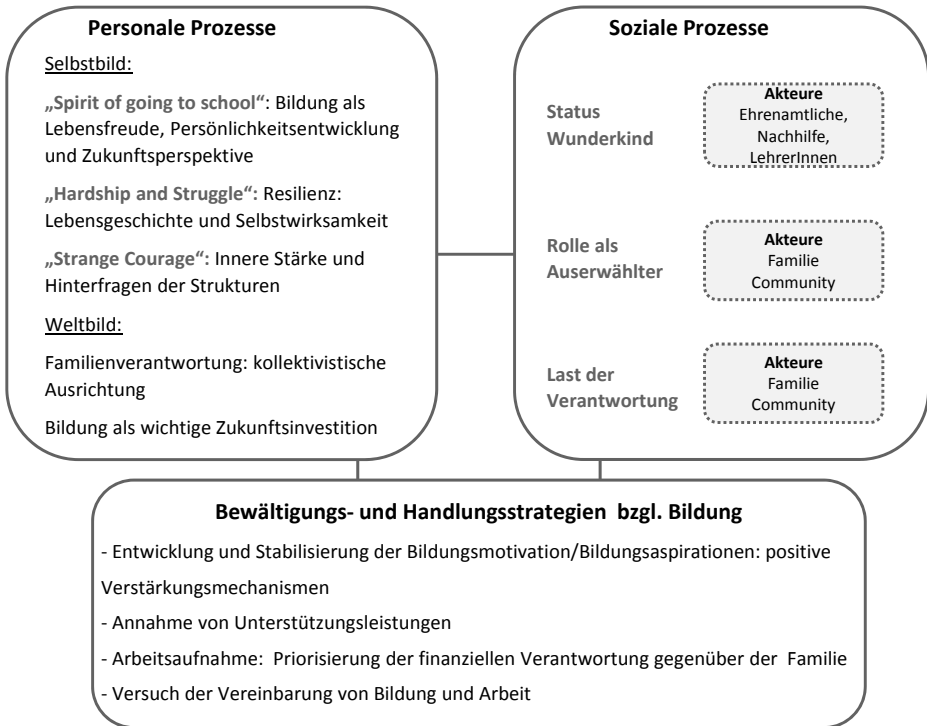 Personale Prozesse
Selbstbild:
„Spirit of going to school“: Bildung als
Lebensfreude, Persönlichkeitsentwicklung
und Zukunftsperspektive
„Hardship and Struggle“: Resilienz:
Lebensgeschichte und Selbstwirksamkeit
„Strange Courage“: Innere Stärke und
Hinterfragen der Strukturen
Weltbild:
Familienverantwortung: kollektivistische
Ausrichtung
Bildung als wichtige Zukunftsinvestition
Soziale Prozesse
Status
Wunderkind
Akteure
Ehrenamtliche,
Nachhilfe,
LehrerInnen
Rolle als
Auserwählter
Akteure
Familie
Community
Last der
Verantwortung
Akteure
Familie
Community
Bewältigungs- und Handlungsstrategien bzgl. Bildung
- Entwicklung und Stabilisierung der Bildungsmotivation/Bildungsaspirationen: positive
Verstärkungsmechanismen
- Annahme von Unterstützungsleistungen
- Arbeitsaufnahme: Priorisierung der finanziellen Verantwortung gegenüber der Familie
- Versuch der Vereinbarung von Bildung und Arbeit